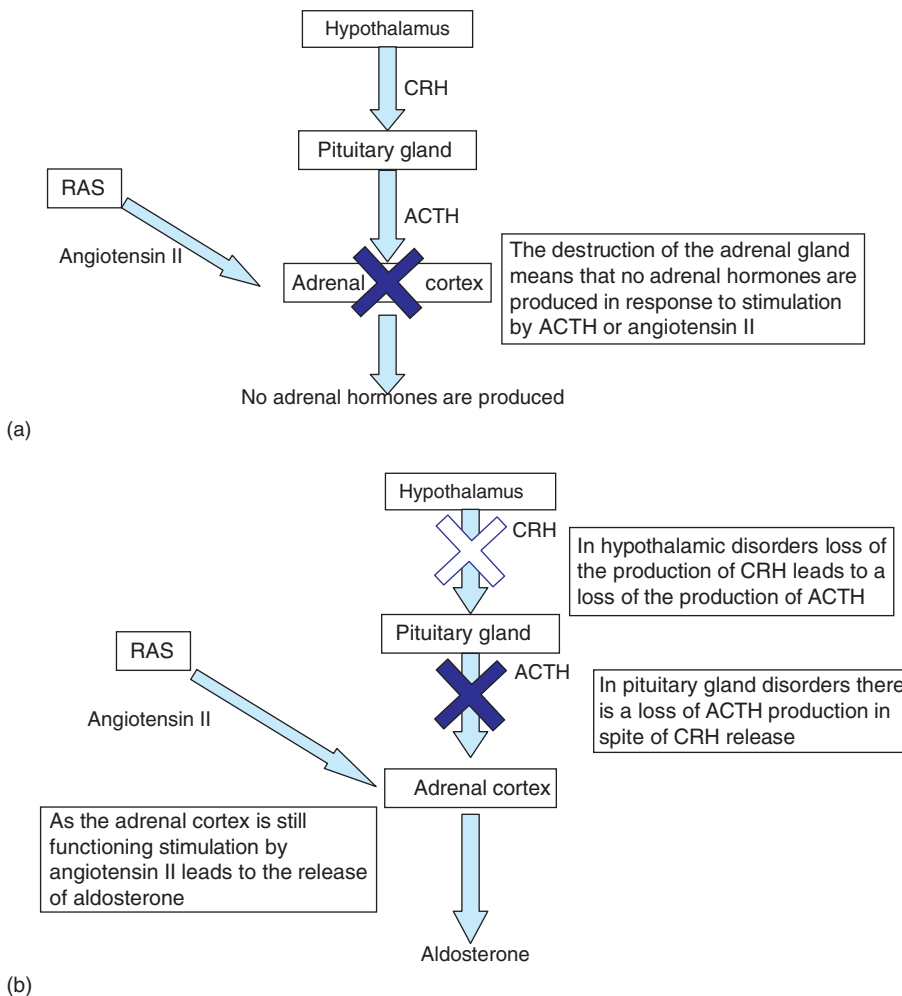 Hypothalamus
CRH
Pituitary gland
RAS
ACTH
Angiotensin II
Adrenal cortex
The destruction of the adrenal gland
means that no adrenal hormones are
produced in response to stimulation
by ACTH or angiotensin II
No adrenal hormones are produced
(a)
Hypothalamus
CRH
In hypothalamic disorders loss of
the production of CRH leads to a
loss of the production of ACTH
Pituitary gland
RAS
ACTH
Angiotensin II
In pituitary gland disorders there
is a loss of ACTH production in
spite of CRH release
Adrenal cortex
As the adrenal cortex is still
functioning stimulation by
angiotensin II leads to the release
of aldosterone
Aldosterone
(b)